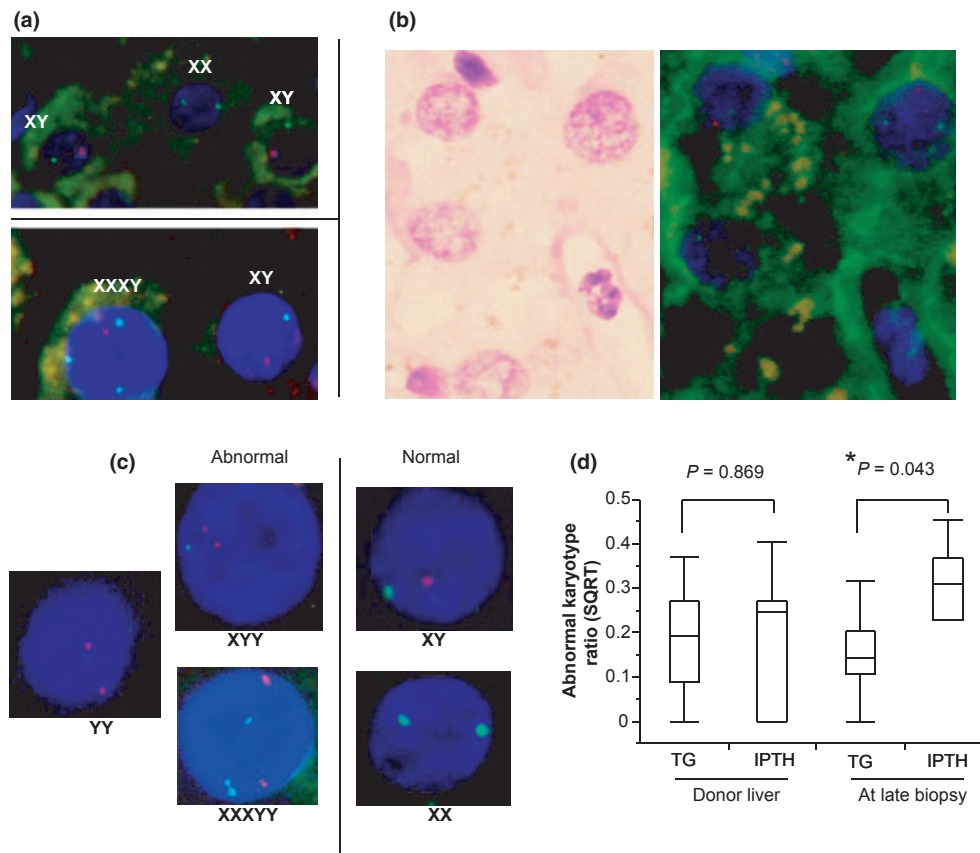 (a)
XX
XY
XY
XXXY
XY
(b)
(c)
Abnormal
Normal
YY
XYY
XXXYY
XY
XX
(d)
P = 0.869
*P = 0.043
Abnormal karyotype
ratio (SQRT)
0.5
0.4
0.3
0.2
0.1
0
TG
IPTH
TG
IPTH
Donor liver
At late biopsy